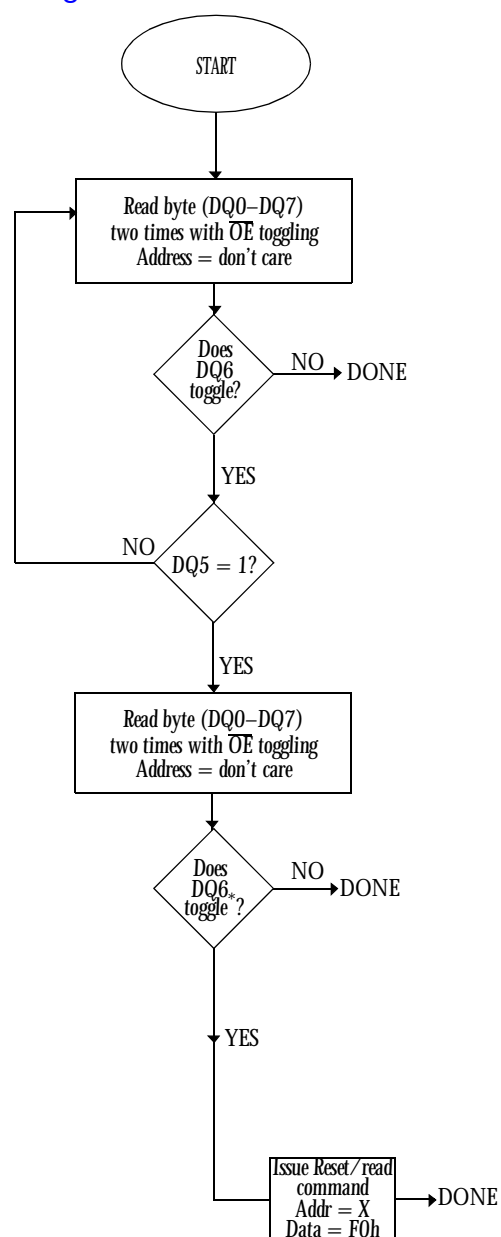 START
Read byte (DQ0–DQ7)
two times with OE toggling
Address = don't care
Does
DQ6
toggle?
NO
DONE
YES
NO
DQ5 = 1?
YES
Read byte (DQ0–DQ7)
two times with OE toggling
Address = don't care
Does
DQ6
toggle*?
NO
DONE
YES
Issue Reset/read
command
Addr = X
Data = F0h
DONE